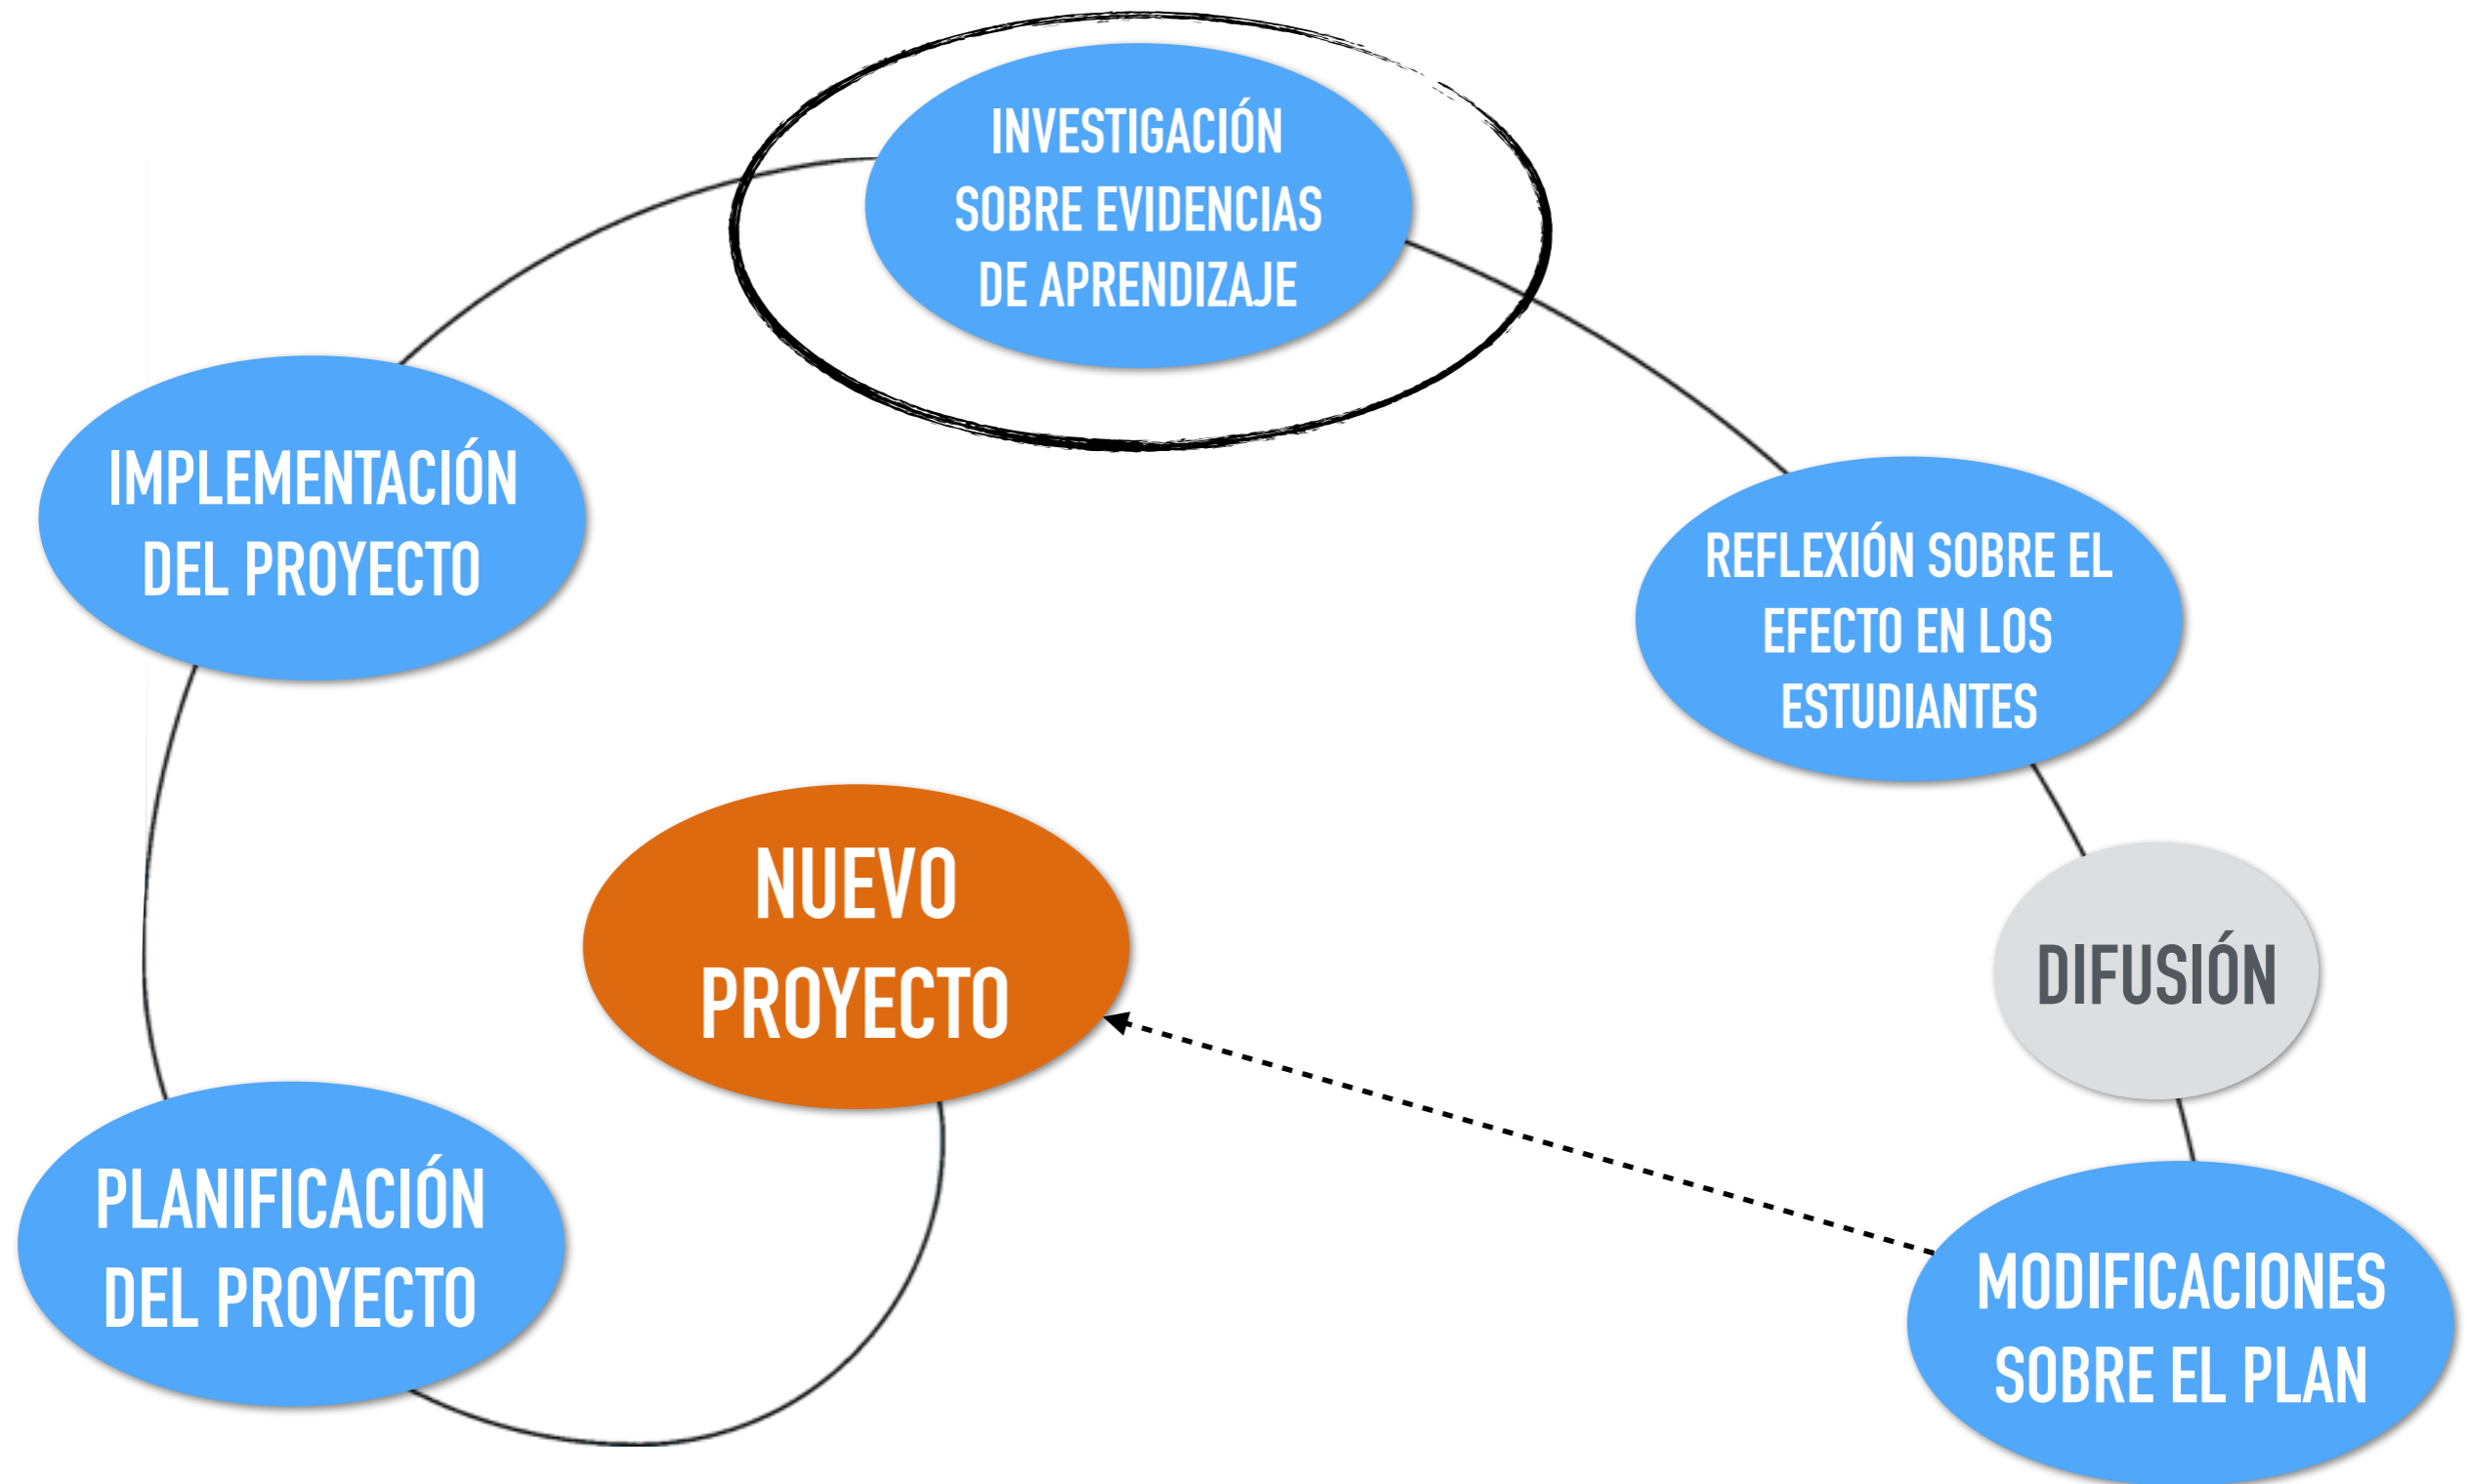 INVESTIGACIÓN
SOBRE EVIDENCIAS
DE APRENDIZAJE
IMPLEMENTACIÓN
DEL PROYECTO
REFLEXIÓN SOBRE EL
EFECTO EN LOS
ESTUDIANTES
NUEVO
PROYECTO
DIFUSIÓN
PLANIFICACIÓN
DEL PROYECTO
MODIFICACIONES
SOBRE EL PLAN